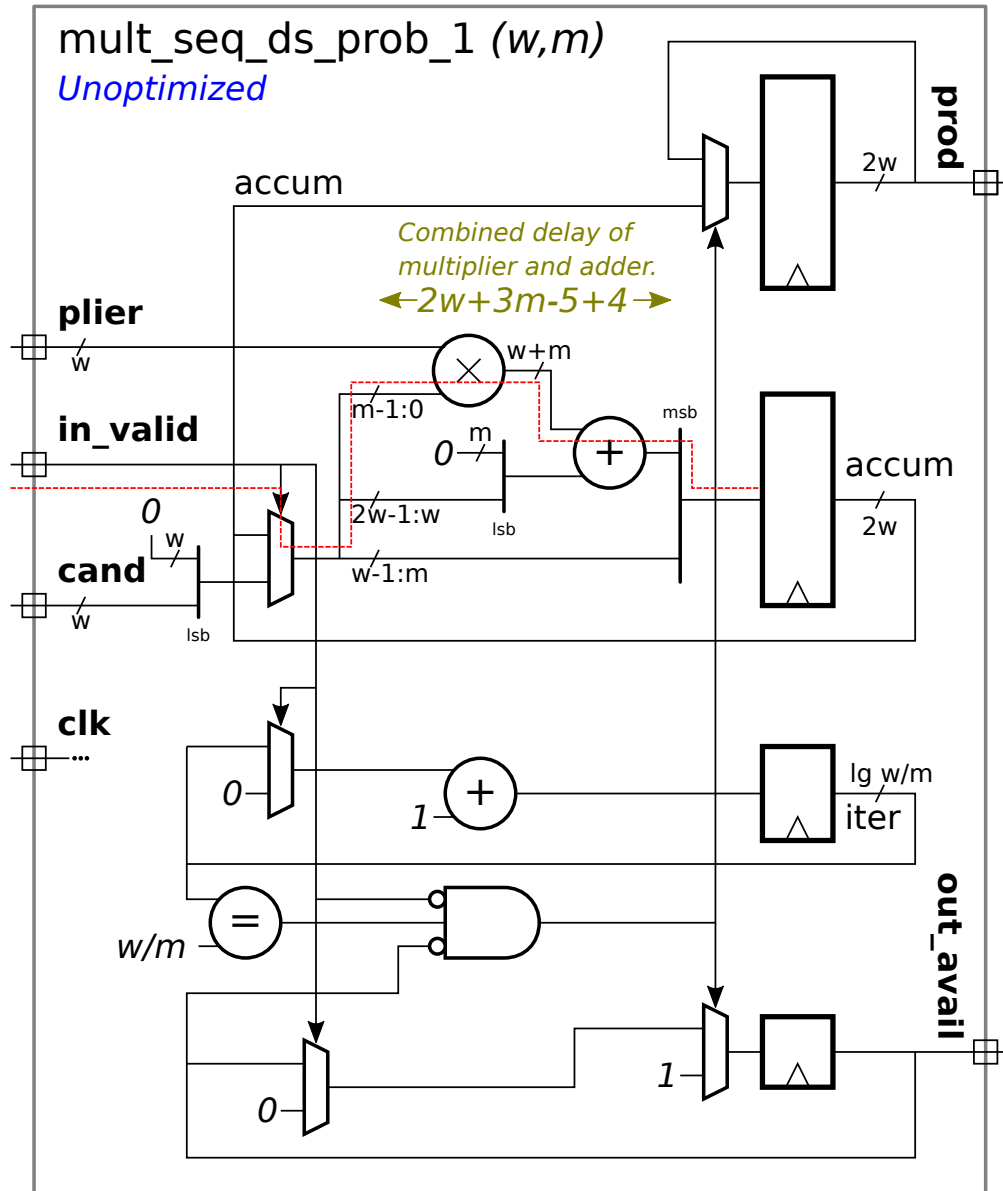 mult_seq_ds_prob_1 (w,m)
Unoptimized
prod
2w
accum
Combined delay of
multiplier and adder.
2w+3m-5+4
plier
w
w+m
m-1:0
in_valid
msb
0
m
accum
2w
0
w
2w-1:w
lsb
cand
w
w-1:m
lsb
clk
...
0
+
1
lg w/m
iter
=
w/m
out_avail
1
0